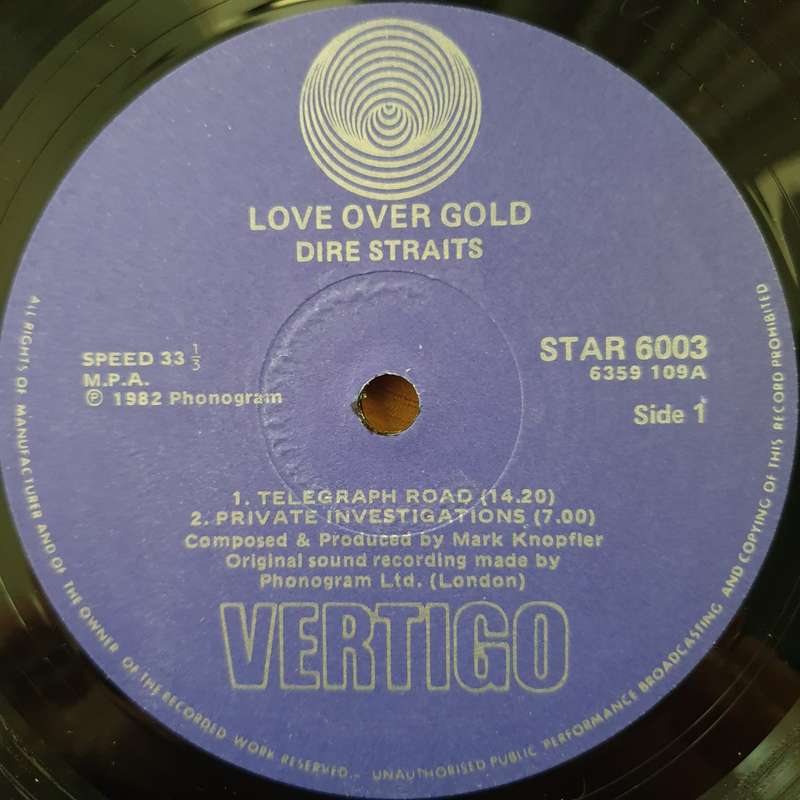 LOVE OVER GOLD
DIRE STRAITS
SPEED 33 1/3
M.P.A.
℗ 1982 Phonogram
STAR 6003
6359 109A
Side 1
1. TELEGRAPH ROAD (14.20)
2. PRIVATE INVESTIGATIONS (7.00)
Composed & Produced by Mark Knopfler
Original sound recording made by
Phonogram Ltd. (London)
VERTIGO
ALL RIGHTS OF MANUFACTURER AND OF THE OWNER OF THE RECORDED WORK RESERVED. – UNAUTHORISED PUBLIC PERFORMANCE BROADCASTING AND COPYING OF THIS RECORD PROHIBITED